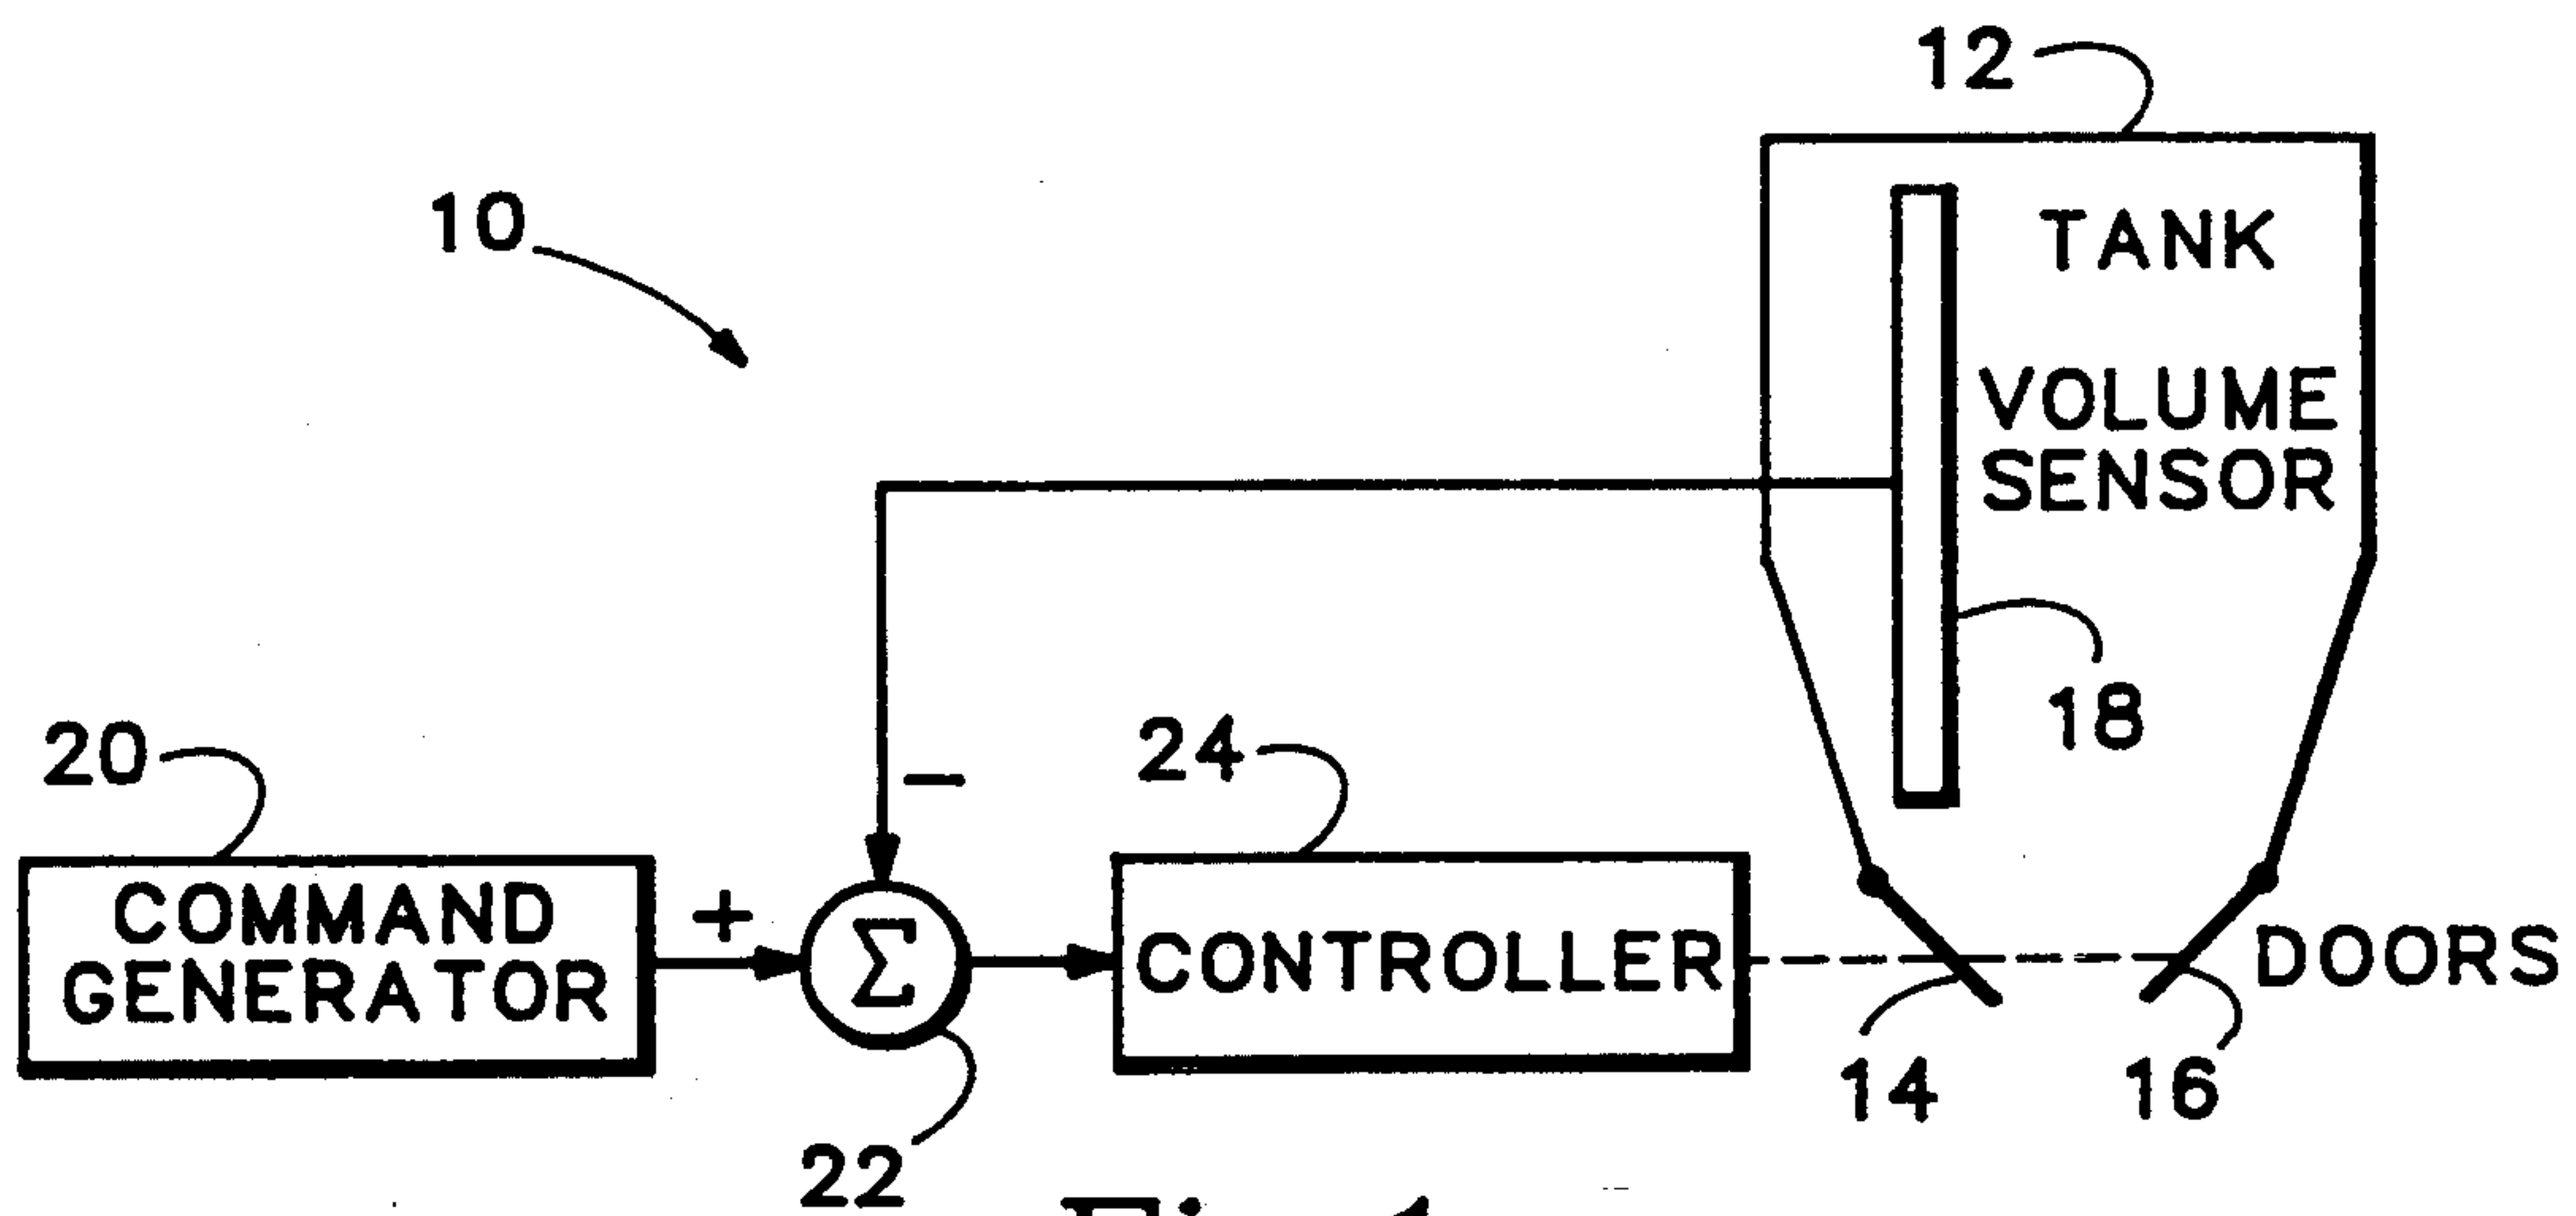 12
10
TANK
VOLUME
SENSOR
18
20
24
−
+
COMMAND
GENERATOR
Σ
CONTROLLER
DOORS
14
16
22